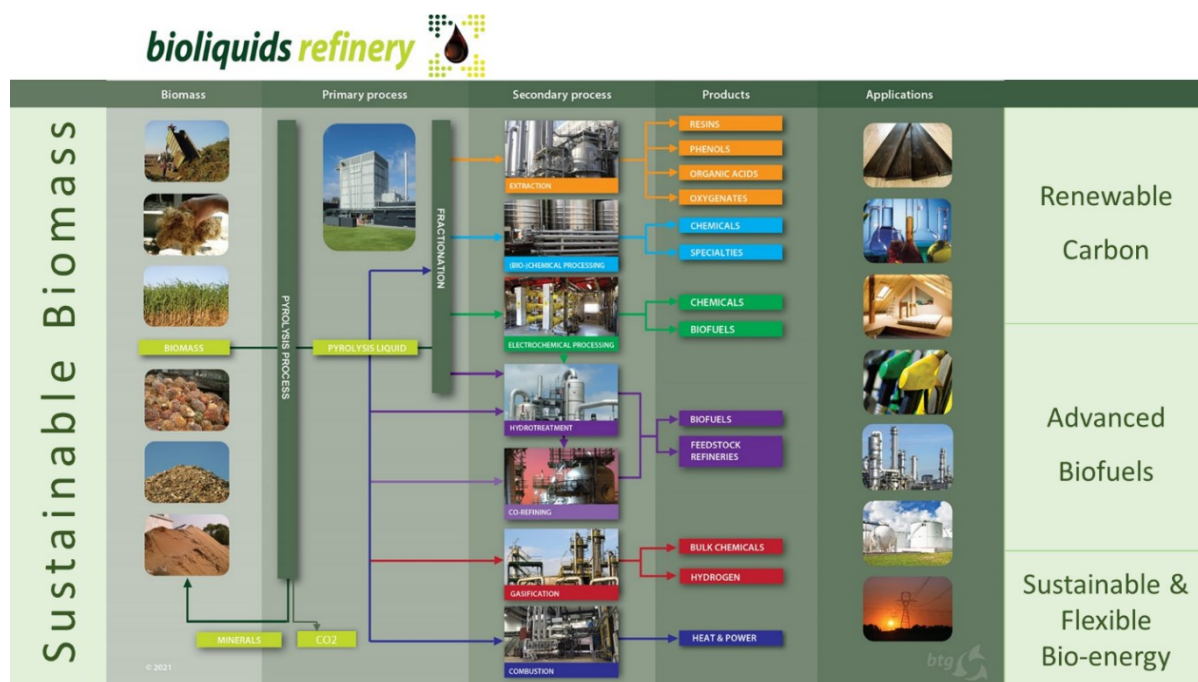 bioliquids refinery
Biomass
Primary process
Secondary process
Products
Applications
Sustainable Biomass
BIOMASS
MINERALS
CO2
PYROLYSIS PROCESS
PYROLYSIS LIQUID
FRACTIONATION
EXTRACTION
(BIO-)CHEMICAL PROCESSING
ELECTROCHEMICAL PROCESSING
HYDROTREATMENT
CO-REFINING
GASIFICATION
COMBUSTION
RESINS
PHENOLS
ORGANIC ACIDS
OXYGENATES
CHEMICALS
SPECIALTIES
CHEMICALS
BIOFUELS
BIOFUELS
FEEDSTOCK
REFINERIES
BULK CHEMICALS
HYDROGEN
HEAT & POWER
Renewable
Carbon
Advanced
Biofuels
Sustainable &
Flexible
Bio-energy
© 2021
btg